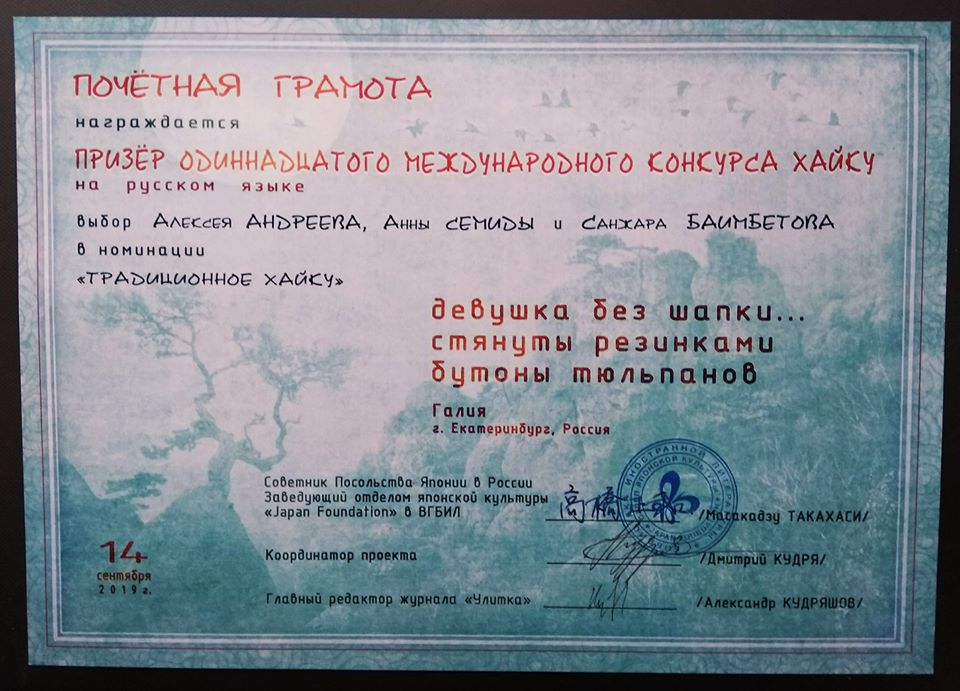 ПОЧЁТНАЯ ГРАМОТА
награждается
ПРИЗЁР ОДИННАДЦАТОГО МЕЖДУНАРОДНОГО КОНКУРСА ХАЙКУ
на русском языке
выбор Алексея АНДРЕЕВА, Анны СЕМИДЫ и Санжара БАИМБЕТОВА
в номинации
«ТРАДИЦИОННОЕ ХАЙКУ»
девушка без шапки...
стянуты резинками
бутоны тюльпанов
Галия
г. Екатеринбург, Россия
Советник Посольства Японии в России
Заведующий отделом японской культуры
«Japan Foundation» в ВГБИЛ
高橋
/Масакадзу ТАКАХАСИ/
Координатор проекта
/Дмитрий КУДРЯ/
Главный редактор журнала «Улитка»
/Александр КУДРЯШОВ/
14
сентября
2019 г.